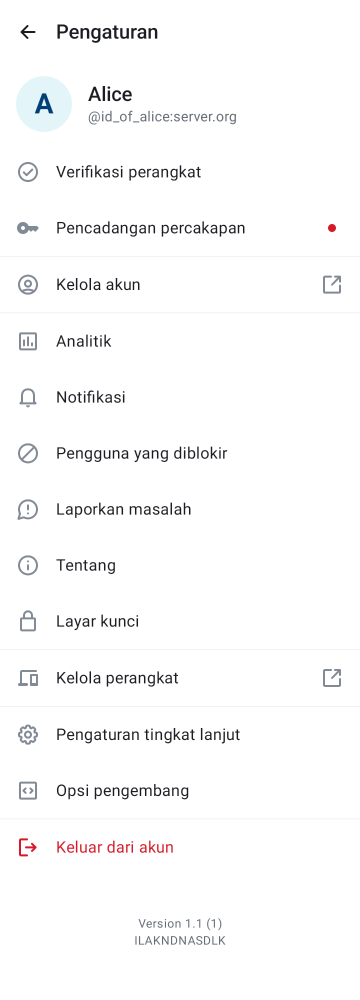 Pengaturan
A
Alice
@id_of_alice:server.org
Verifikasi perangkat
Pencadangan percakapan
Kelola akun
Analitik
Notifikasi
Pengguna yang diblokir
Laporkan masalah
Tentang
Layar kunci
Kelola perangkat
Pengaturan tingkat lanjut
Opsi pengembang
Keluar dari akun
Version 1.1 (1)
ILAKNDNASDLK